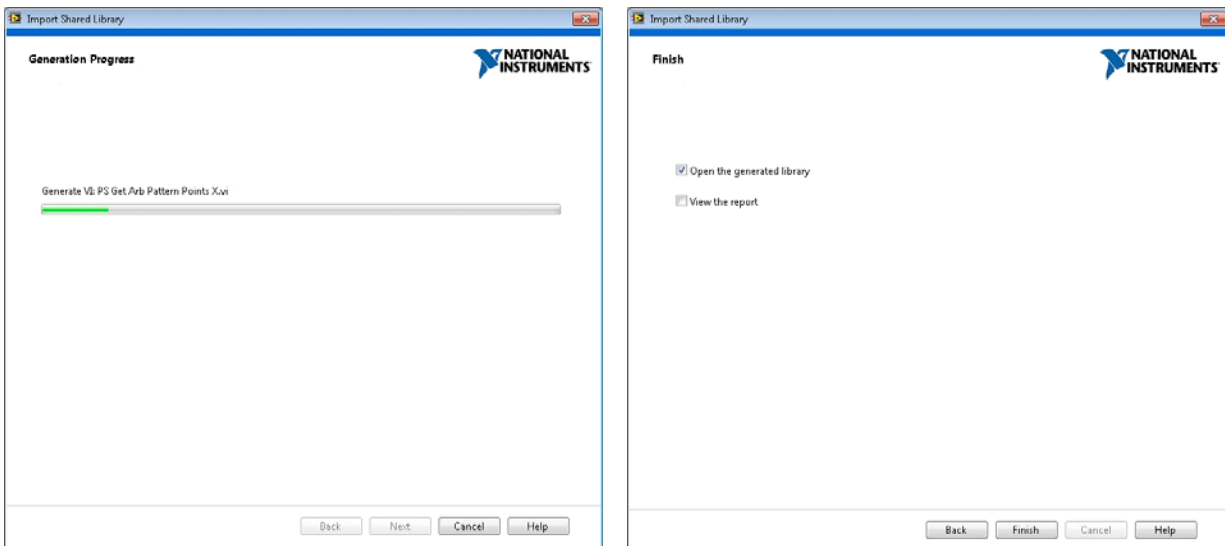 Import Shared Library
Generation Progress
NATIONAL
INSTRUMENTS
Generate VI: PS Get Arb Pattern Points X.vi
Back
Next
Cancel
Help
Import Shared Library
Finish
NATIONAL
INSTRUMENTS
Open the generated library
View the report
Back
Finish
Cancel
Help